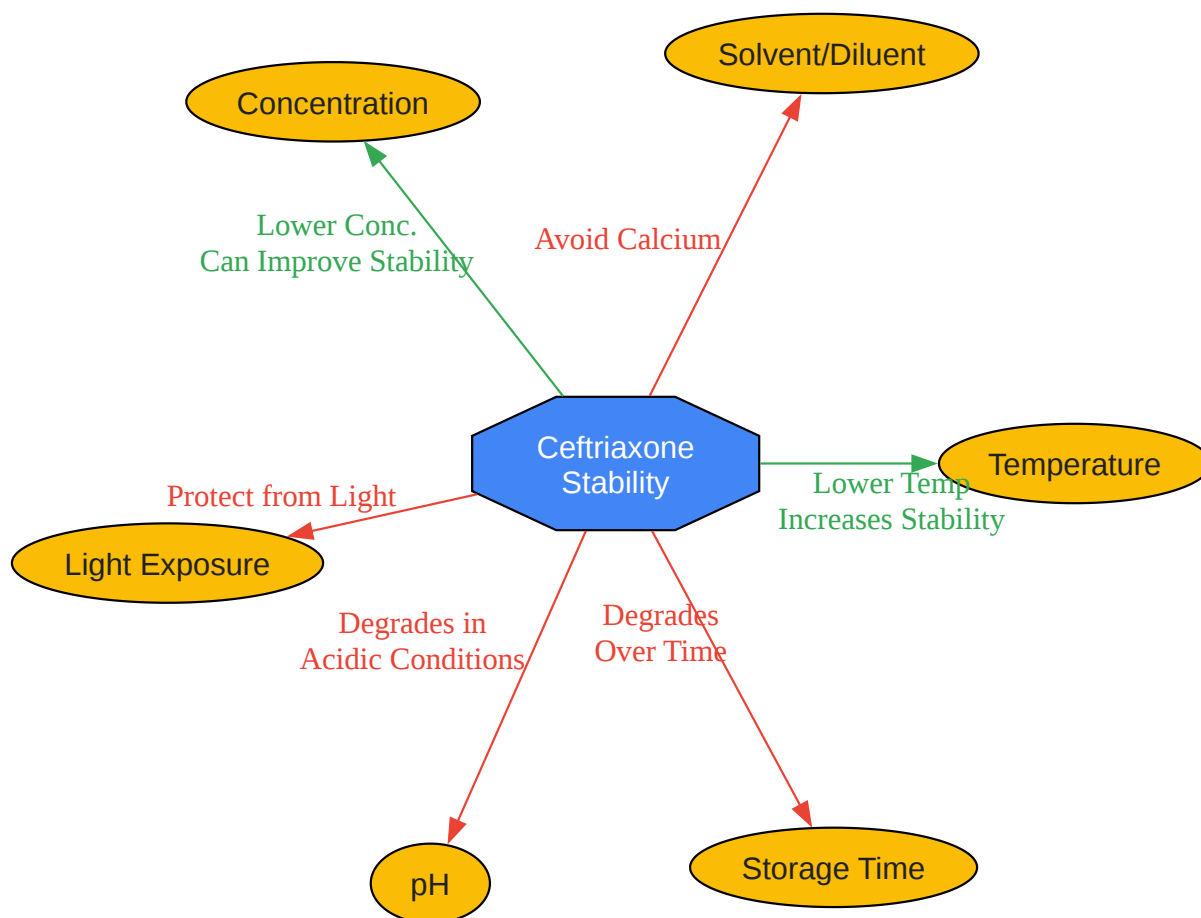 Solvent/Diluent
Concentration
Lower Conc.
Can Improve Stability
Avoid Calcium
Ceftriaxone
Stability
Temperature
Lower Temp
Increases Stability
Protect from Light
Light Exposure
Degrades in
Acidic Conditions
Degrades
Over Time
pH
Storage Time